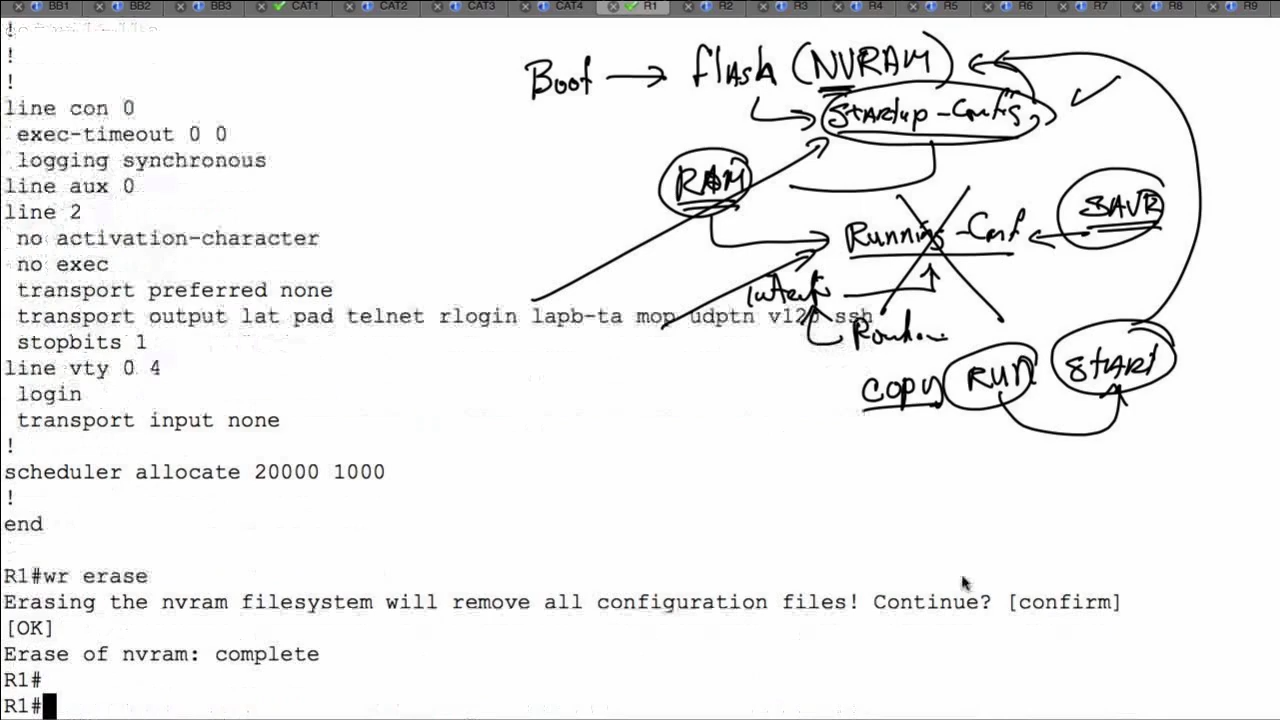 BB1 BB2 BB3 CAT1 CAT2 CAT3 CAT4 R1 R2 R3 R4 R5 R6 R7 R8 R9
!
!
!
line con 0
exec-timeout 0 0
logging synchronous
line aux 0
line 2
no activation-character
no exec
transport preferred none
transport output lat pad telnet rlogin lapb-ta mop udptn v120 ssh
stopbits 1
line vty 0 4
login
transport input none
!
scheduler allocate 20000 1000
!
end
R1#wr erase
Erasing the nvram filesystem will remove all configuration files! Continue? [confirm]
[OK]
Erase of nvram: complete
R1#
R1#
Boot → flash (NVRAM)
Startup-Config
RAM
Running-Conf
SAVE
copy RUN START